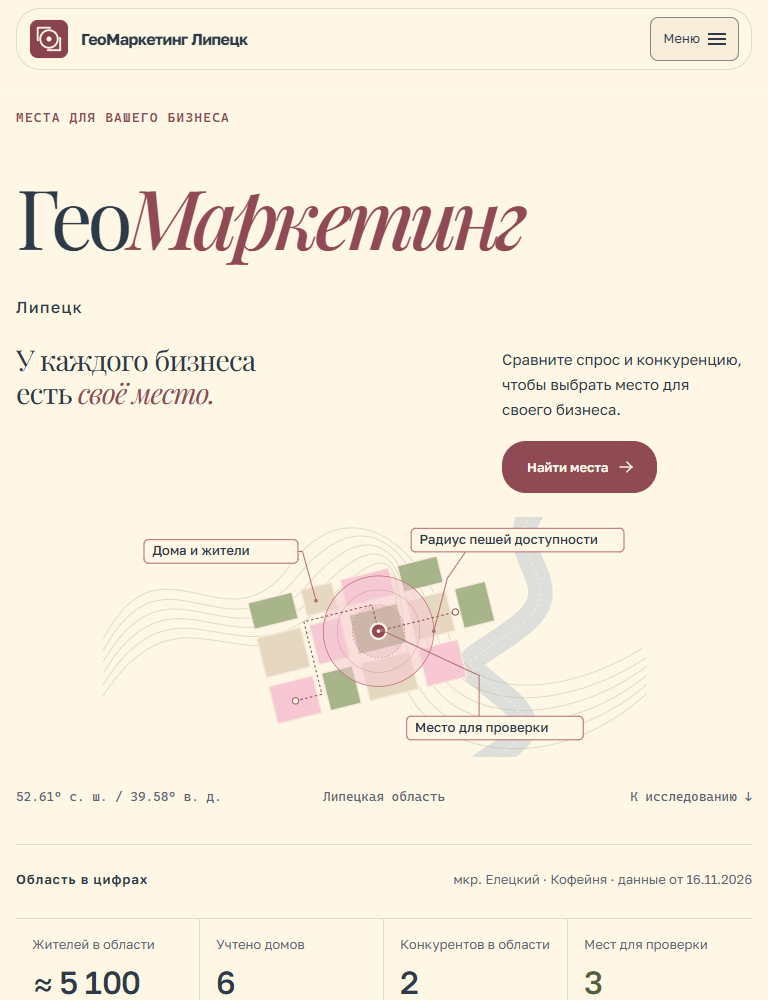 ГеоМаркетинг Липецк
Меню
МЕСТА ДЛЯ ВАШЕГО БИЗНЕСА
ГеоМаркетинг
Липецк
У каждого бизнеса
есть своё место.
Сравните спрос и конкуренцию,
чтобы выбрать место для
своего бизнеса.
Найти места →
Дома и жители
Радиус пешей доступности
Место для проверки
52.61° с. ш. / 39.58° в. д.
Липецкая область
К исследованию ↓
Область в цифрах
мкр. Елецкий · Кофейня · данные от 16.11.2026
Жителей в области
≈ 5 100
Учтено домов
6
Конкурентов в области
2
Мест для проверки
3